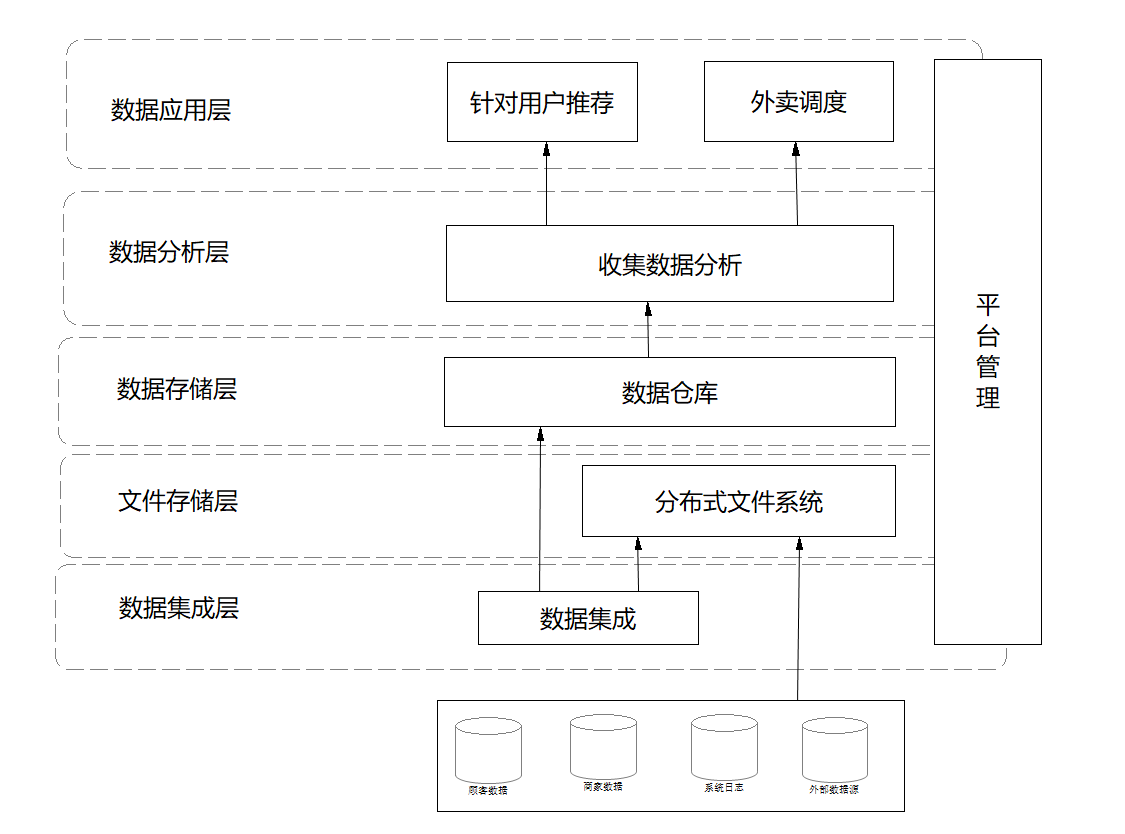 数据应用层
针对用户推荐
外卖调度
数据分析层
收集数据分析
平台管理
数据存储层
数据仓库
文件存储层
分布式文件系统
数据集成层
数据集成
顾客数据
商家数据
系统日志
外部数据源